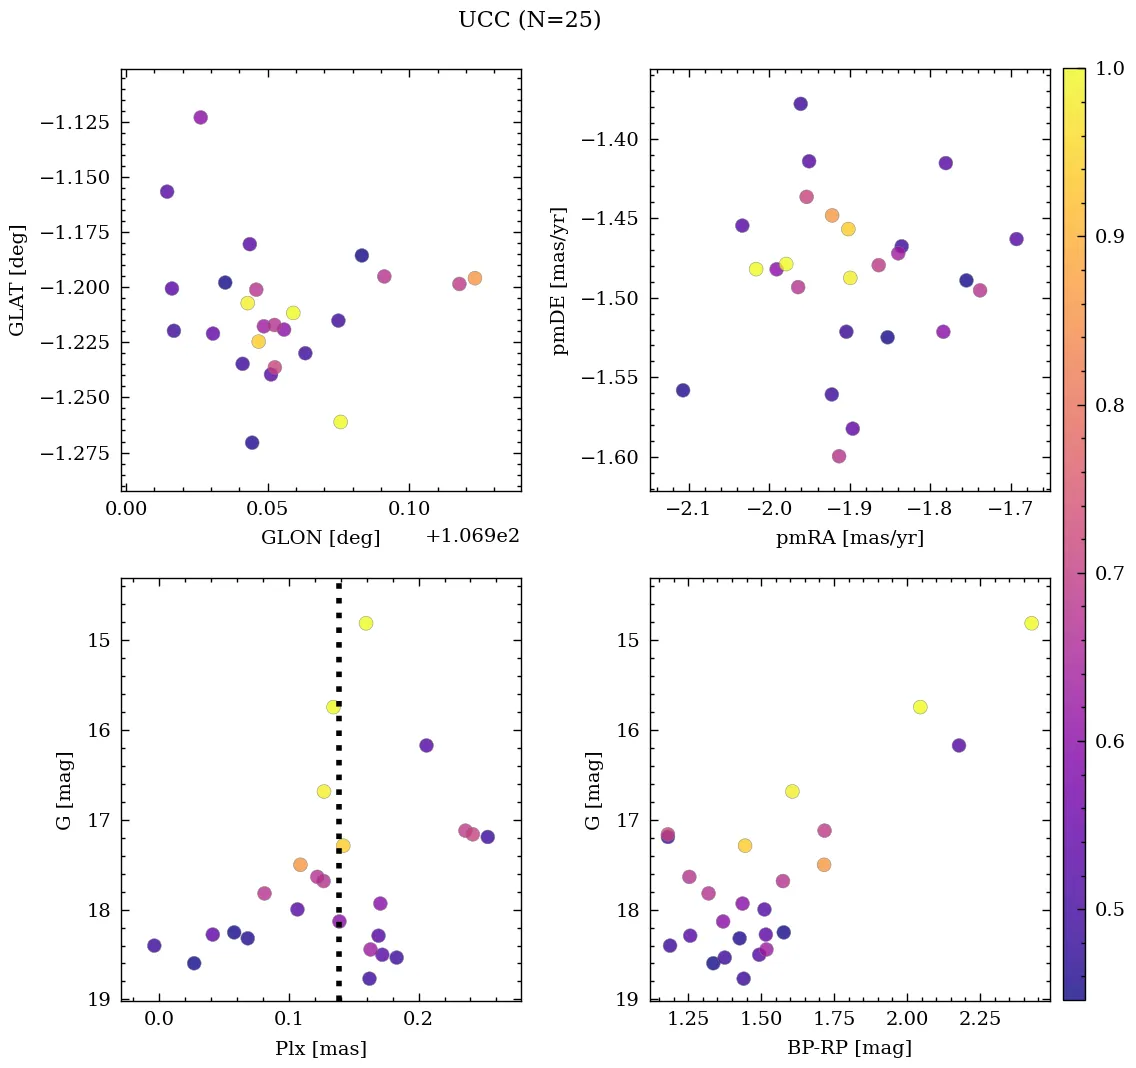 UCC (N=25)
−1.125
−1.150
−1.175
−1.200
−1.225
−1.250
−1.275
GLAT [deg]
0.00 0.05 0.10
GLON [deg]
+1.069e2
−1.40
−1.45
−1.50
−1.55
−1.60
pmDE [mas/yr]
−2.1 −2.0 −1.9 −1.8 −1.7
pmRA [mas/yr]
15
16
17
18
19
G [mag]
0.0 0.1 0.2
Plx [mas]
15
16
17
18
19
G [mag]
1.25 1.50 1.75 2.00 2.25
BP-RP [mag]
1.0
0.9
0.8
0.7
0.6
0.5